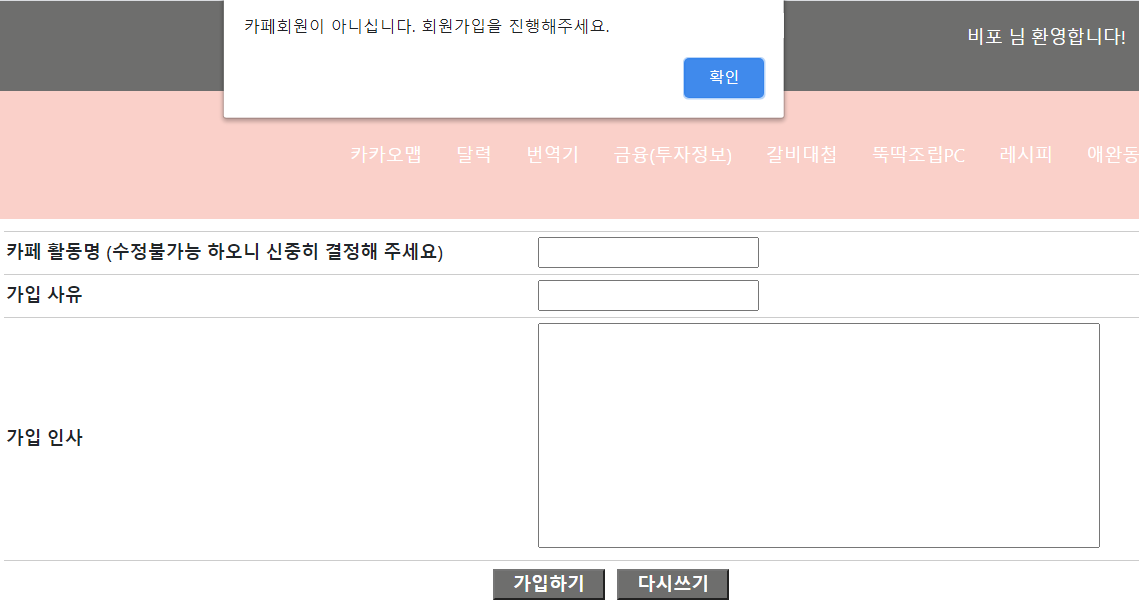 카페회원이 아니십니다. 회원가입을 진행해주세요.
비포 님 환영합니다!
확인
카카오맵 달력 번역기 금융(투자정보) 갈비대첩 뚝딱조립PC 레시피 애완동
카페 활동명 (수정불가능 하오니 신중히 결정해 주세요)
가입 사유
가입 인사
가입하기 다시쓰기